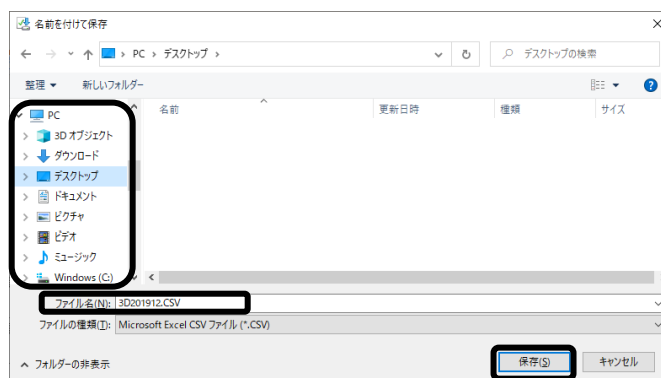 名前を付けて保存
PC › デスクトップ ›
デスクトップの検索
整理 新しいフォルダー
名前 更新日時 種類 サイズ
PC
3D オブジェクト
ダウンロード
デスクトップ
ドキュメント
ピクチャ
ビデオ
ミュージック
Windows (C:)
ファイル名(N): 3D201912.CSV
ファイルの種類(T): Microsoft Excel CSV ファイル (*.CSV)
フォルダーの非表示
保存(S) キャンセル